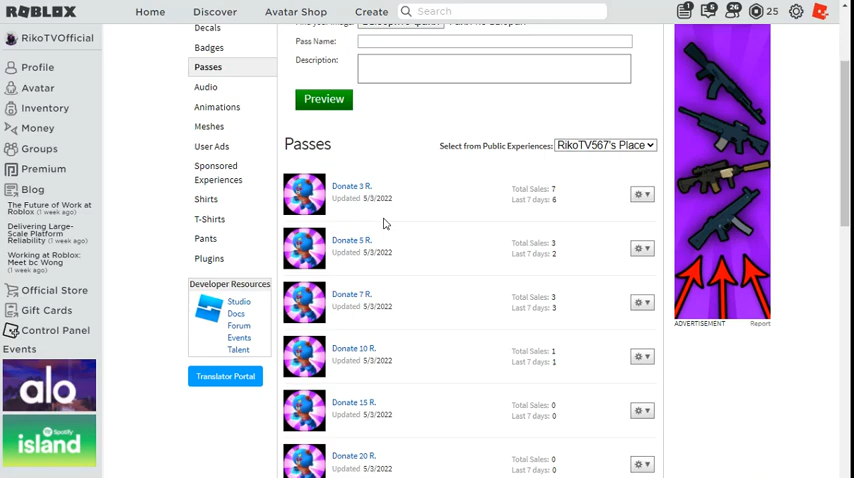 ROBLOX
Home
Discover
Avatar Shop
Create
Search
1
5
26
25
RikoTVOfficial
Profile
Avatar
Inventory
Money
Groups
Premium
Blog
The Future of Work at
Roblox (1 week ago)
Delivering Large-
Scale Platform
Reliability (1 week ago)
Working at Roblox:
Meet bc Wong
(1 week ago)
Official Store
Gift Cards
Control Panel
Events
alo
Spotify
island
Decals
Badges
Passes
Audio
Animations
Meshes
User Ads
Sponsored
Experiences
Shirts
T-Shirts
Pants
Plugins
Developer Resources
Studio
Docs
Forum
Events
Talent
Translator Portal
Pass Name:
Description:
Preview
Passes
Select from Public Experiences: RikoTV567's Place
Donate 3 R.
Updated 5/3/2022
Total Sales: 7
Last 7 days: 6
Donate 5 R.
Updated 5/3/2022
Total Sales: 3
Last 7 days: 2
Donate 7 R.
Updated 5/3/2022
Total Sales: 3
Last 7 days: 3
Donate 10 R.
Updated 5/3/2022
Total Sales: 1
Last 7 days: 1
Donate 15 R.
Updated 5/3/2022
Total Sales: 0
Last 7 days: 0
Donate 20 R.
Updated 5/3/2022
Total Sales: 0
Last 7 days: 0
ADVERTISEMENT
Report